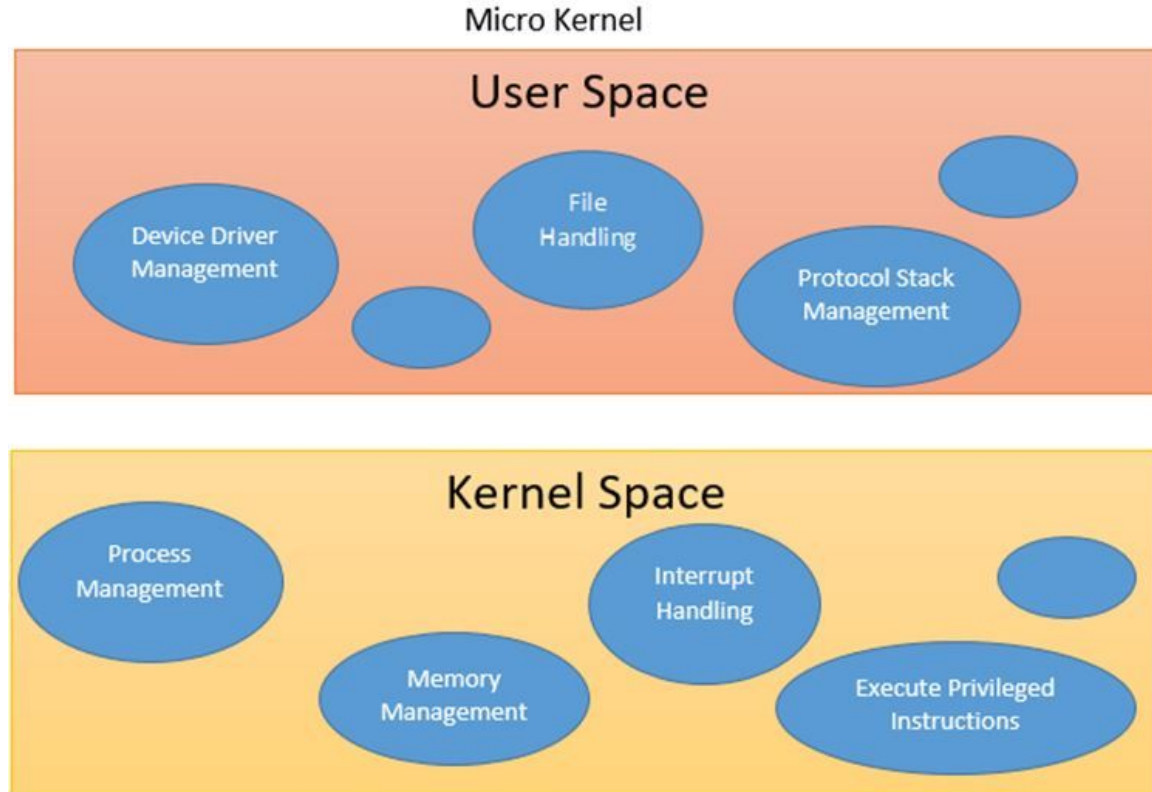 Micro Kernel
User Space
File
Handling
Device Driver
Management
Protocol Stack
Management
Kernel Space
Process
Management
Interrupt
Handling
Memory
Management
Execute Privileged
Instructions